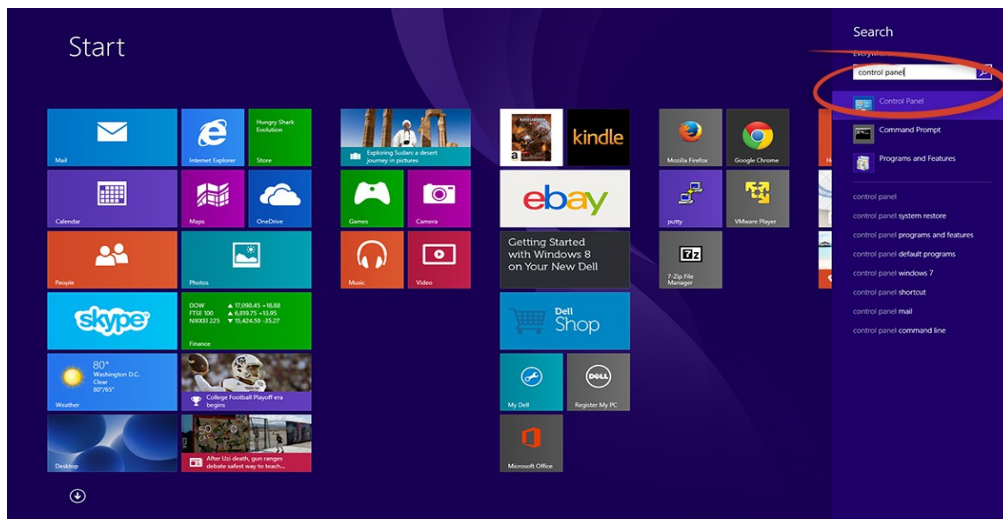 Start
Mail
Internet Explorer
Hungry Shark
Evolution
Store
Calendar
Maps
OneDrive
People
Photos
skype
DOW ▲ 17,098.45 +18.88
FTSE 100 ▲ 6,819.75 +13.95
NIKKEI 225 ▼ 15,424.59 -35.27
Finance
80°
Washington D.C.
Clear
80°/65°
Weather
College Football Playoff era
begins
Desktop
After Uzi death, gun ranges
debate safest way to teach...
Exploring Sudan: a desert
journey in pictures
Games
Camera
Music
Video
a
kindle
ebay
Getting Started
with Windows 8
on Your New Dell
Dell
Shop
My Dell
DELL
Register My PC
Microsoft Office
Mozilla Firefox
Google Chrome
putty
VMware Player
7z
7-Zip File
Manager
Search
Everywhere
control panel
Control Panel
Command Prompt
Programs and Features
control panel
control panel system restore
control panel programs and features
control panel default programs
control panel windows 7
control panel shortcut
control panel mail
control panel command line